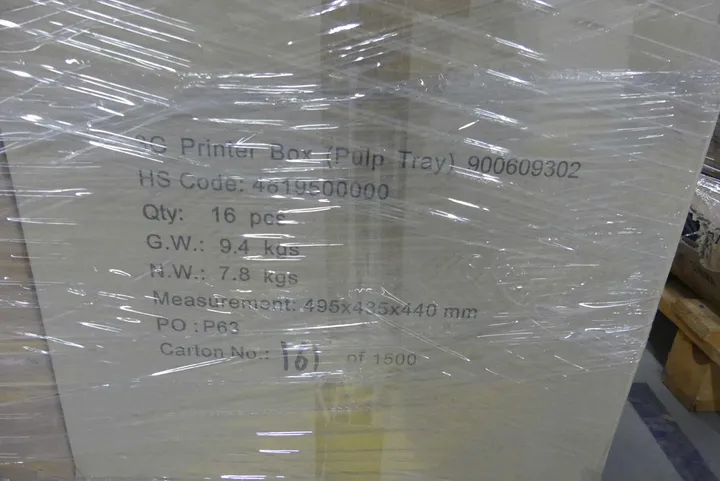 Printer Box (Pulp Tray) 900609302
HS Code: 4819500000
Qty: 16 pcs
G.W.: 9.4 kgs
N.W.: 7.8 kgs
Measurement: 495x435x440 mm
PO : P63
Carton No.: 161 of 1500